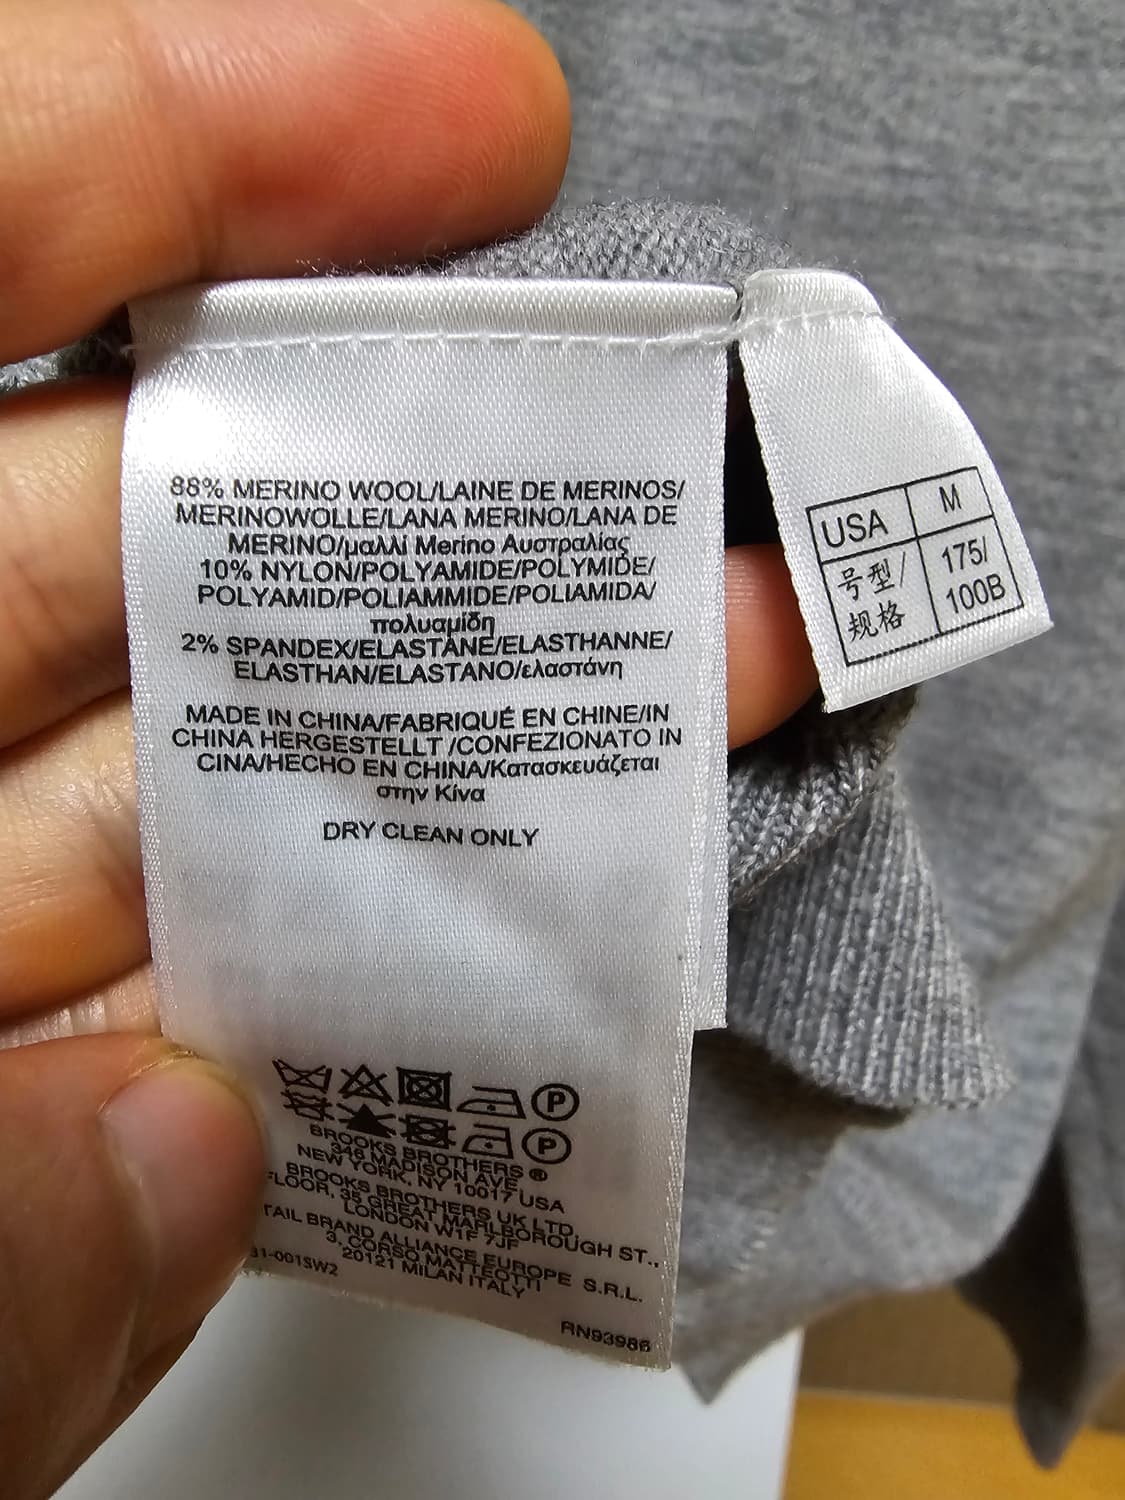 88% MERINO WOOL/LAINE DE MERINOS/
MERINOWOLLE/LANA MERINO/LANA DE
MERINO/μαλλί Merino Αυστραλίας
10% NYLON/POLYAMIDE/POLYMIDE/
POLYAMID/POLIAMMIDE/POLIAMIDA/
πολυαμίδη
2% SPANDEX/ELASTANE/ELASTHANNE/
ELASTHAN/ELASTANO/ελαστάνη
MADE IN CHINA/FABRIQUÉ EN CHINE/IN
CHINA HERGESTELLT /CONFEZIONATO IN
CINA/HECHO EN CHINA/Κατασκευάζεται
στην Κίνα
DRY CLEAN ONLY
P
P
BROOKS BROTHERS ®
346 MADISON AVE
NEW YORK, NY 10017 USA
BROOKS BROTHERS UK LTD
FLOOR, 35 GREAT MARLBOROUGH ST.,
LONDON W1F 7JF
TAIL BRAND ALLIANCE EUROPE S.R.L.
3, CORSO MATTEOTTI
20121 MILAN ITALY
31-001SW2
RN93986
USA M
号型/ 175/
规格 100B